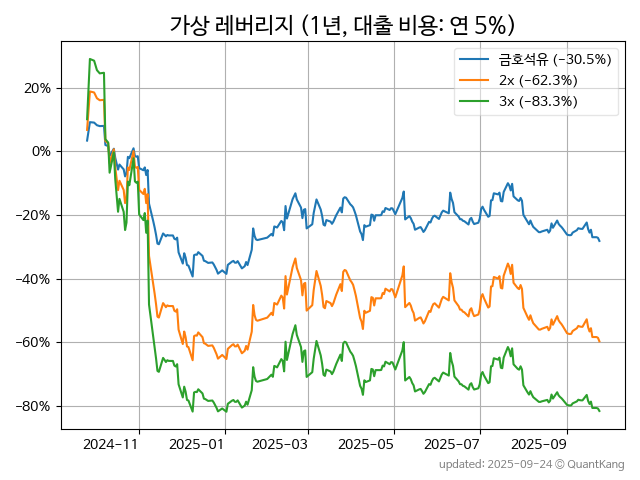 가상 레버리지 (1년, 대출 비용: 연 5%)
금호석유 (−30.5%)
2x (−62.3%)
3x (−83.3%)
20%
0%
−20%
−40%
−60%
−80%
2024−11 2025−01 2025−03 2025−05 2025−07 2025−09
updated: 2025-09-24 © QuantKang